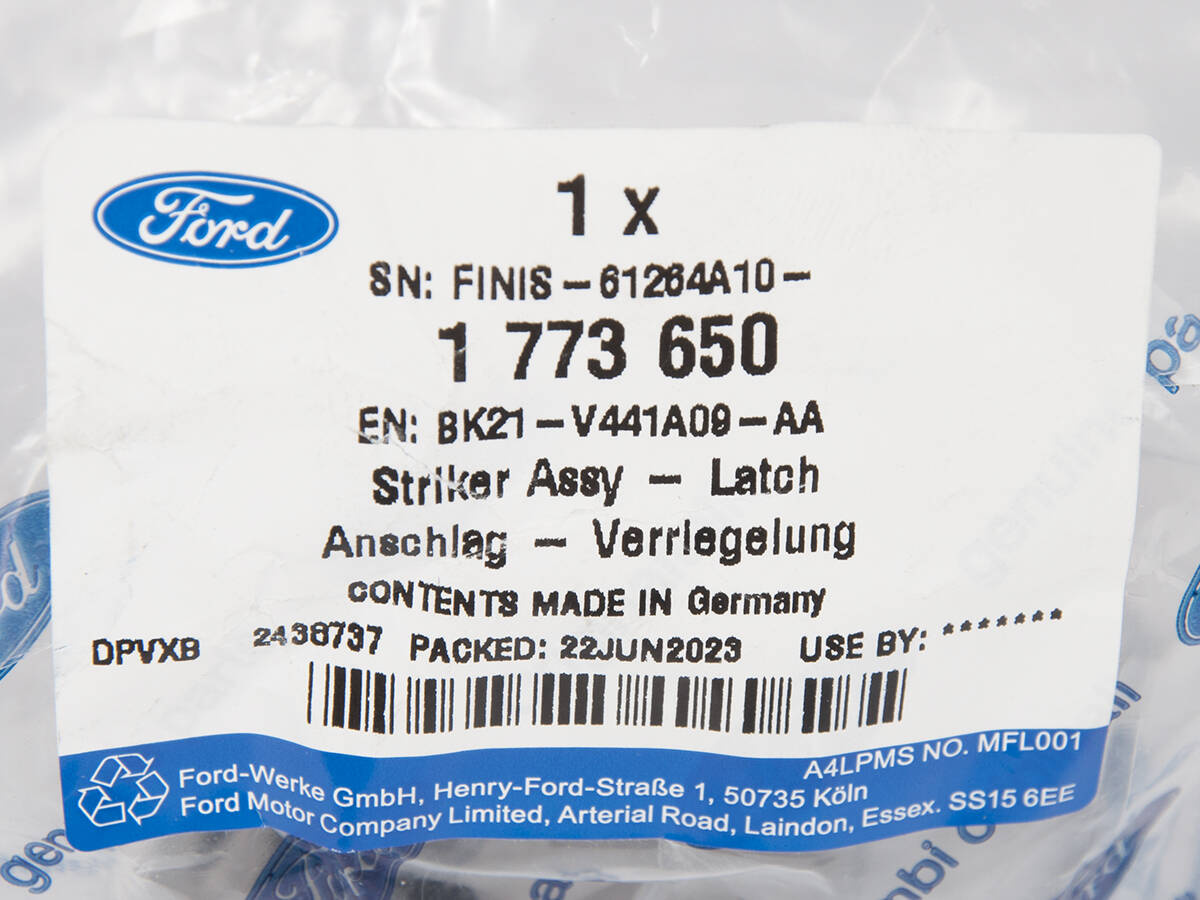 Ford
1 x
SN: FINIS-61264A10-
1 773 650
EN: BK21-V441A09-AA
Striker Assy - Latch
Anschlag - Verriegelung
CONTENTS MADE IN Germany
DPVXB 2438737 PACKED: 22JUN2023 USE BY: *******
A4LPMS NO. MFL001
Ford-Werke GmbH, Henry-Ford-Straße 1, 50735 Köln
Ford Motor Company Limited, Arterial Road, Laindon, Essex. SS15 6EE